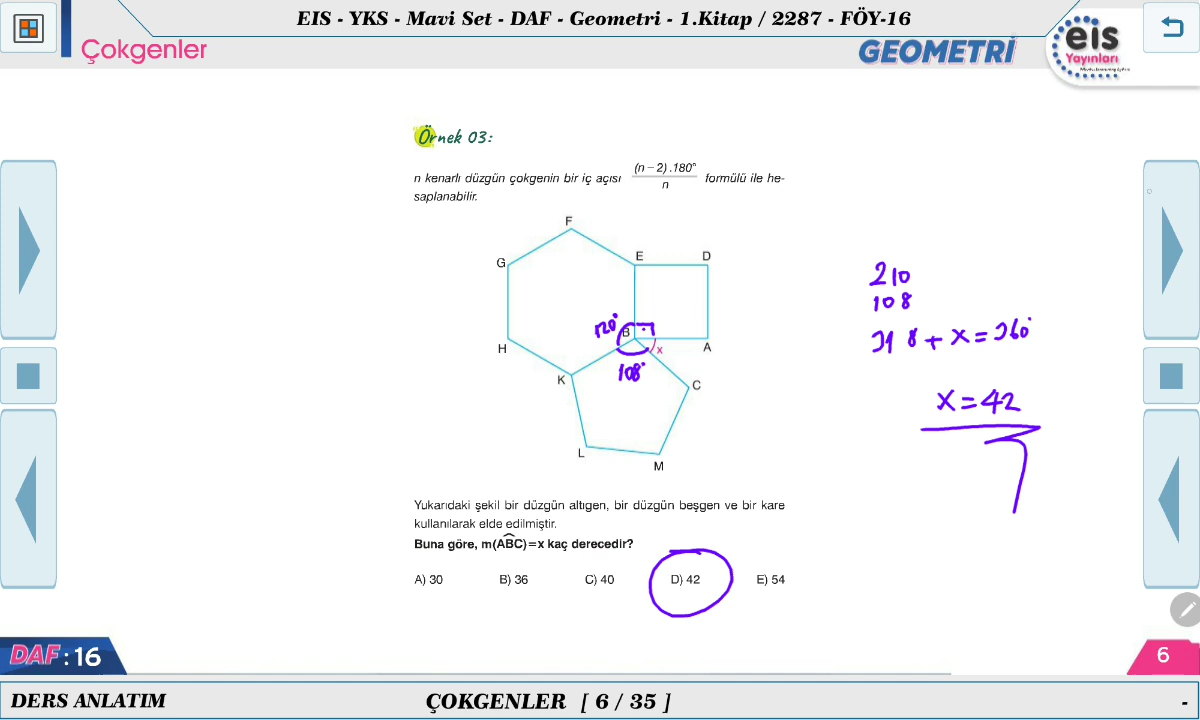 EIS - YKS - Mavi Set - DAF - Geometri - 1.Kitap / 2287 - FÖY-16
Çokgenler
GEOMETRİ
eis
Yayınları
Örnek 03:
n kenarlı düzgün çokgenin bir iç açısı (n – 2) . 180° / n formülü ile he-
saplanabilir.
F
G
E
D
H
B
A
K
x
C
L
M
120°
108°
210
108
318 + x = 360°
x = 42
Yukarıdaki şekil bir düzgün altıgen, bir düzgün beşgen ve bir kare
kullanılarak elde edilmiştir.
Buna göre, m(ABC) = x kaç derecedir?
A) 30 B) 36 C) 40 D) 42 E) 54
DAF : 16
6
DERS ANLATIM
ÇOKGENLER [ 6 / 35 ]
-